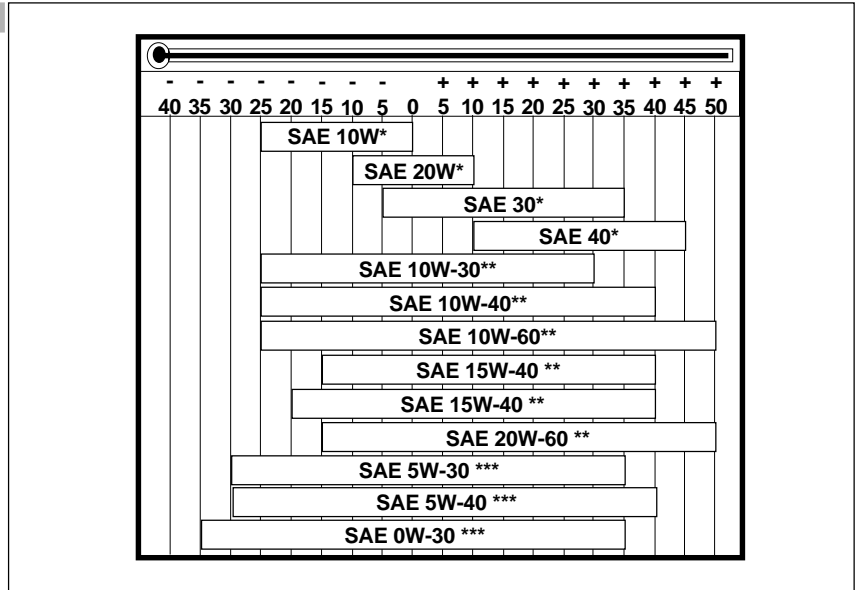 - - - - - - - - + + + + + + + + + +
40 35 30 25 20 15 10 5 0 5 10 15 20 25 30 35 40 45 50
SAE 10W*
SAE 20W*
SAE 30*
SAE 40*
SAE 10W-30**
SAE 10W-40**
SAE 10W-60**
SAE 15W-40 **
SAE 15W-40 **
SAE 20W-60 **
SAE 5W-30 ***
SAE 5W-40 ***
SAE 0W-30 ***